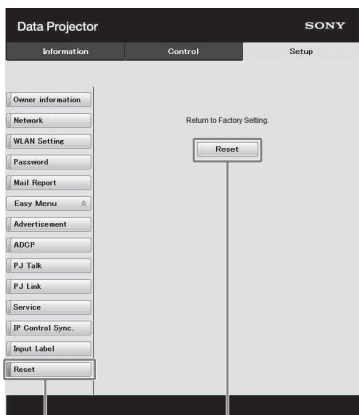 Data Projector
SONY
Information
Control
Setup
Owner information
Network
WLAN Setting
Password
Mail Report
Easy Menu
Advertisement
ADCP
PJ Talk
PJ Link
Service
IP Control Sync.
Input Label
Reset
Return to Factory Setting.
Reset